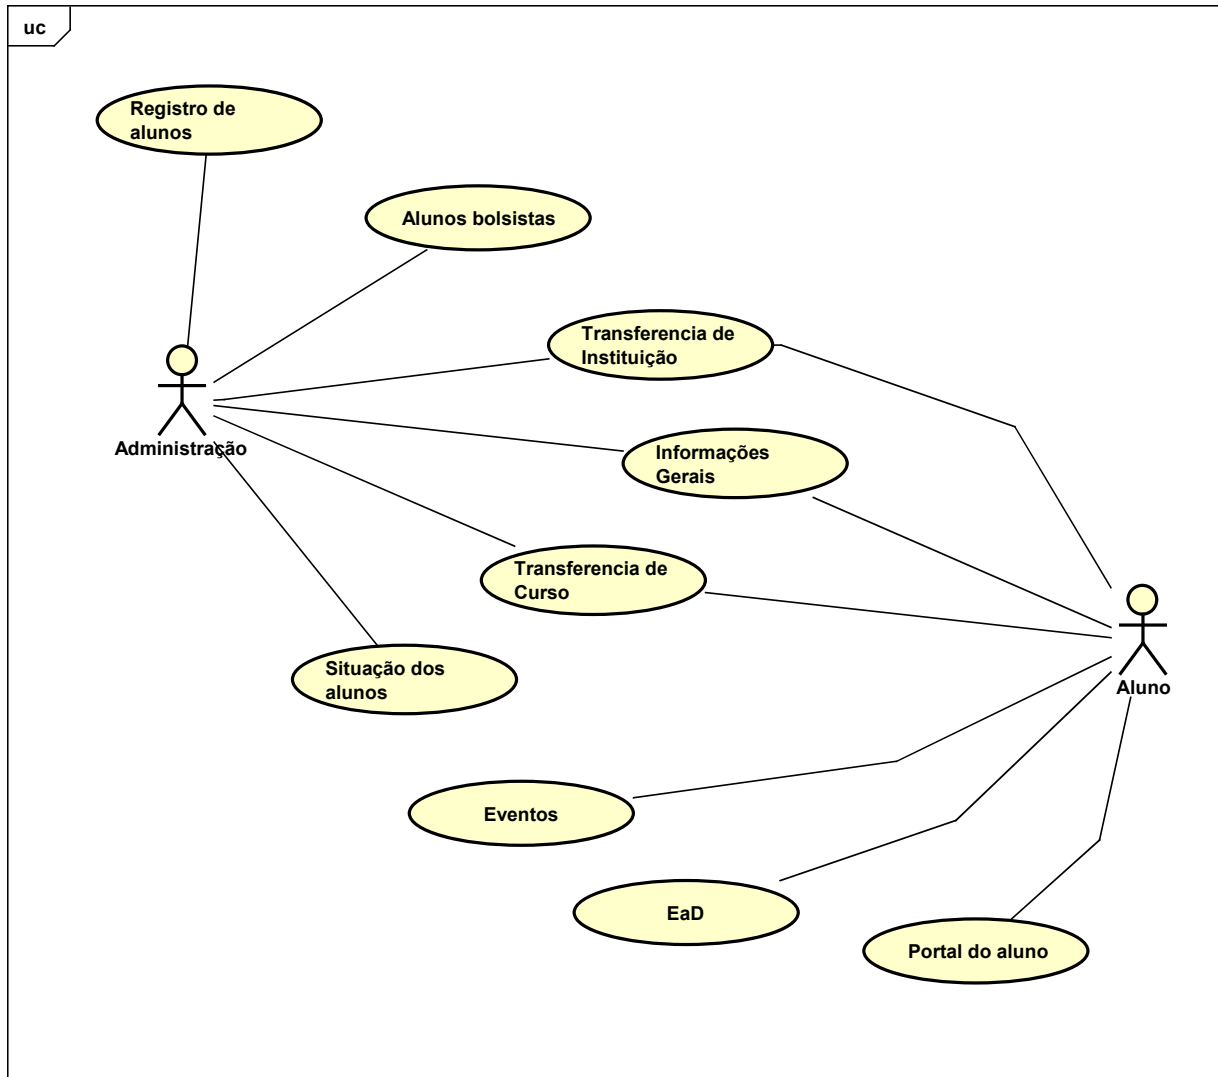 uc
Registro de
alunos
Alunos bolsistas
Transferencia de
Instituição
Informações
Gerais
Administração
Transferencia de
Curso
Situação dos
alunos
Aluno
Eventos
EaD
Portal do aluno